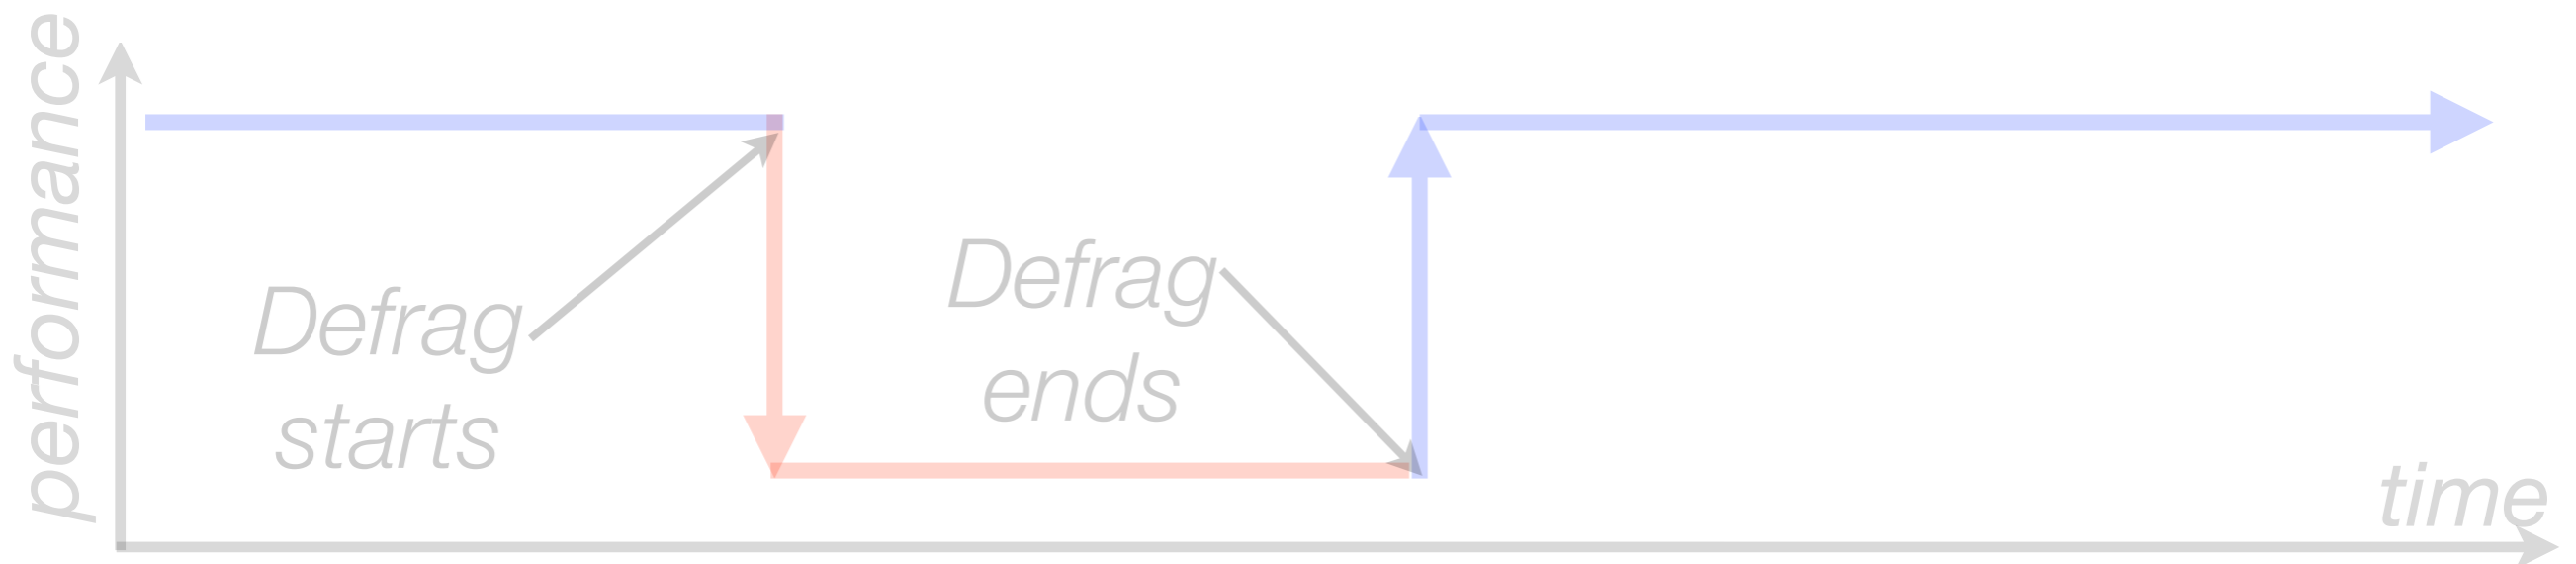 performance
Defrag
starts
Defrag
ends
time